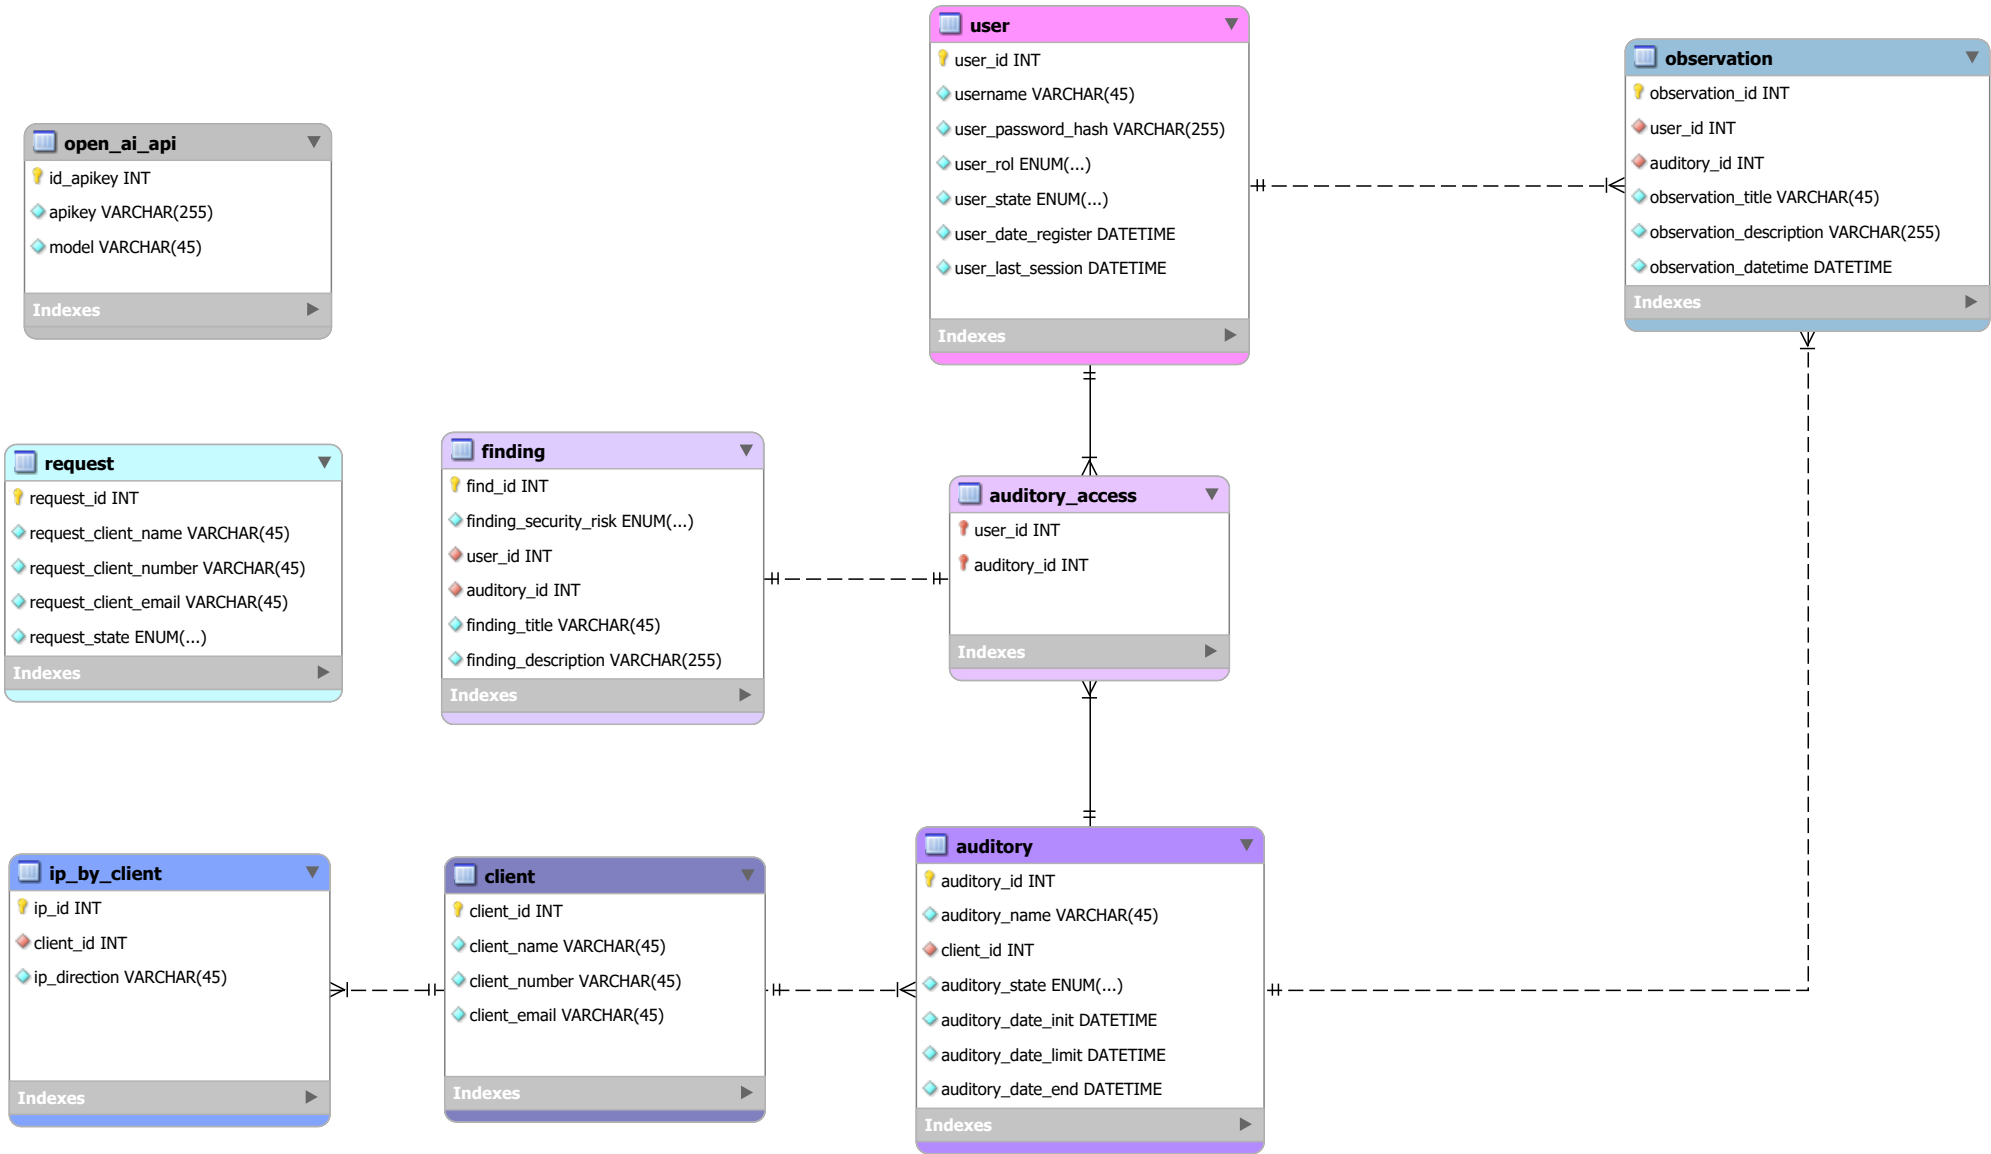 user
user_id INT
username VARCHAR(45)
user_password_hash VARCHAR(255)
user_rol ENUM(...)
user_state ENUM(...)
user_date_register DATETIME
user_last_session DATETIME
Indexes
observation
observation_id INT
user_id INT
auditory_id INT
observation_title VARCHAR(45)
observation_description VARCHAR(255)
observation_datetime DATETIME
Indexes
open_ai_api
id_apikey INT
apikey VARCHAR(255)
model VARCHAR(45)
Indexes
request
request_id INT
request_client_name VARCHAR(45)
request_client_number VARCHAR(45)
request_client_email VARCHAR(45)
request_state ENUM(...)
Indexes
finding
find_id INT
finding_security_risk ENUM(...)
user_id INT
auditory_id INT
finding_title VARCHAR(45)
finding_description VARCHAR(255)
Indexes
auditory_access
user_id INT
auditory_id INT
Indexes
ip_by_client
ip_id INT
client_id INT
ip_direction VARCHAR(45)
Indexes
client
client_id INT
client_name VARCHAR(45)
client_number VARCHAR(45)
client_email VARCHAR(45)
Indexes
auditory
auditory_id INT
auditory_name VARCHAR(45)
client_id INT
auditory_state ENUM(...)
auditory_date_init DATETIME
auditory_date_limit DATETIME
auditory_date_end DATETIME
Indexes